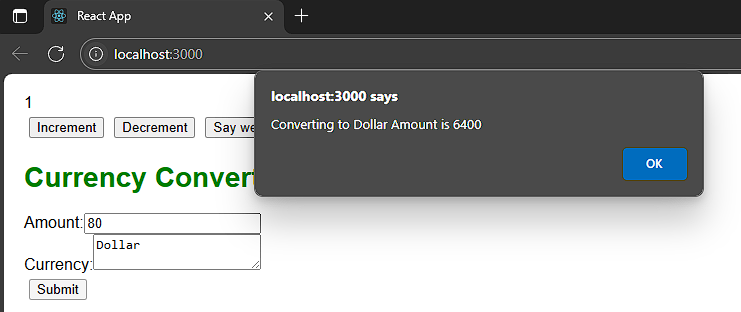 React App
localhost:3000
localhost:3000 says
Converting to Dollar Amount is 6400
OK
1
Increment Decrement Say we
Currency Convert
Amount: 80
Dollar
Currency:
Submit